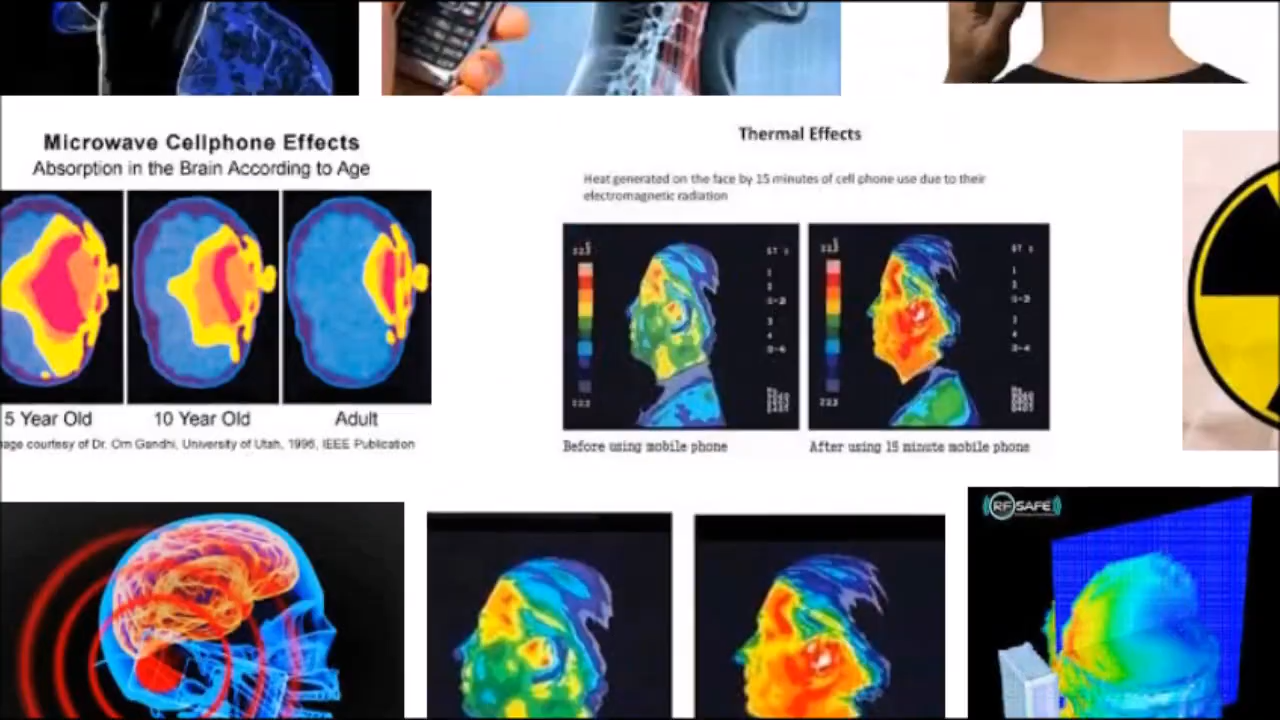 Microwave Cellphone Effects
Absorption in the Brain According to Age
5 Year Old
10 Year Old
Adult
age courtesy of Dr. Om Gandhi, University of Utah, 1996, IEEE Publication
Thermal Effects
Heat generated on the face by 15 minutes of cell phone use due to their
electromagnetic radiation
Before using mobile phone
After using 15 minute mobile phone
RF SAFE